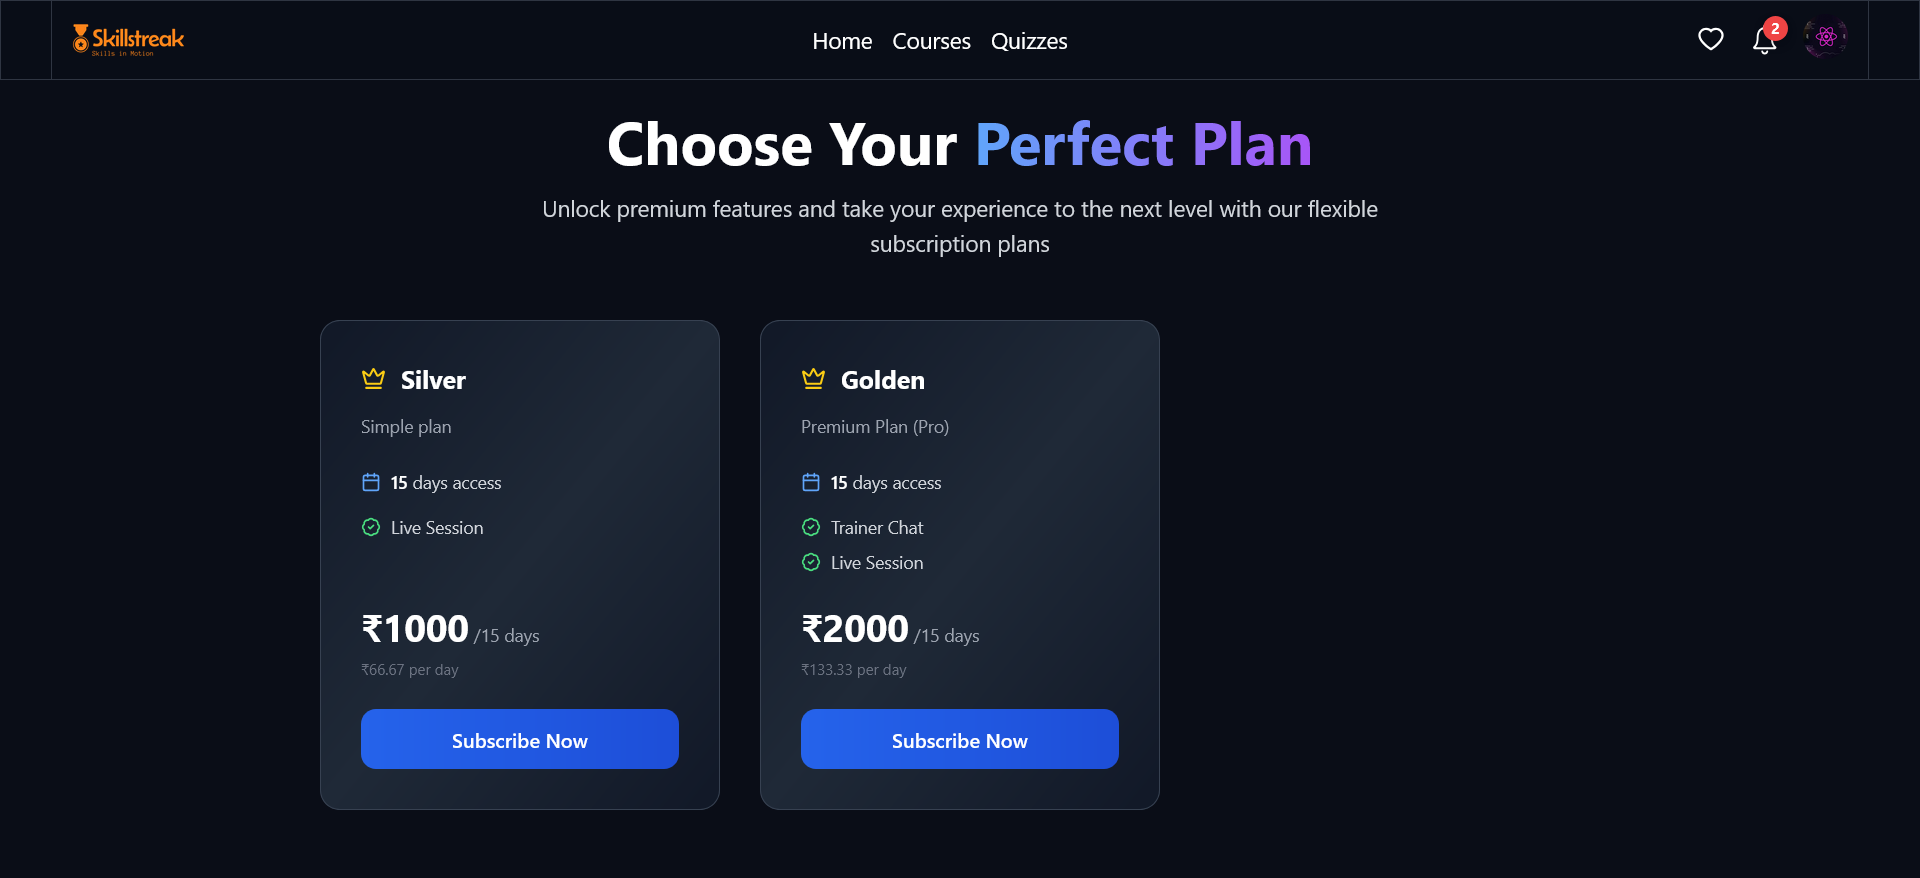 Skillstreak
Skills in Motion
Home Courses Quizzes
2
Choose Your Perfect Plan
Unlock premium features and take your experience to the next level with our flexible
subscription plans
Silver
Simple plan
15 days access
Live Session
₹1000 /15 days
₹66.67 per day
Subscribe Now
Golden
Premium Plan (Pro)
15 days access
Trainer Chat
Live Session
₹2000 /15 days
₹133.33 per day
Subscribe Now